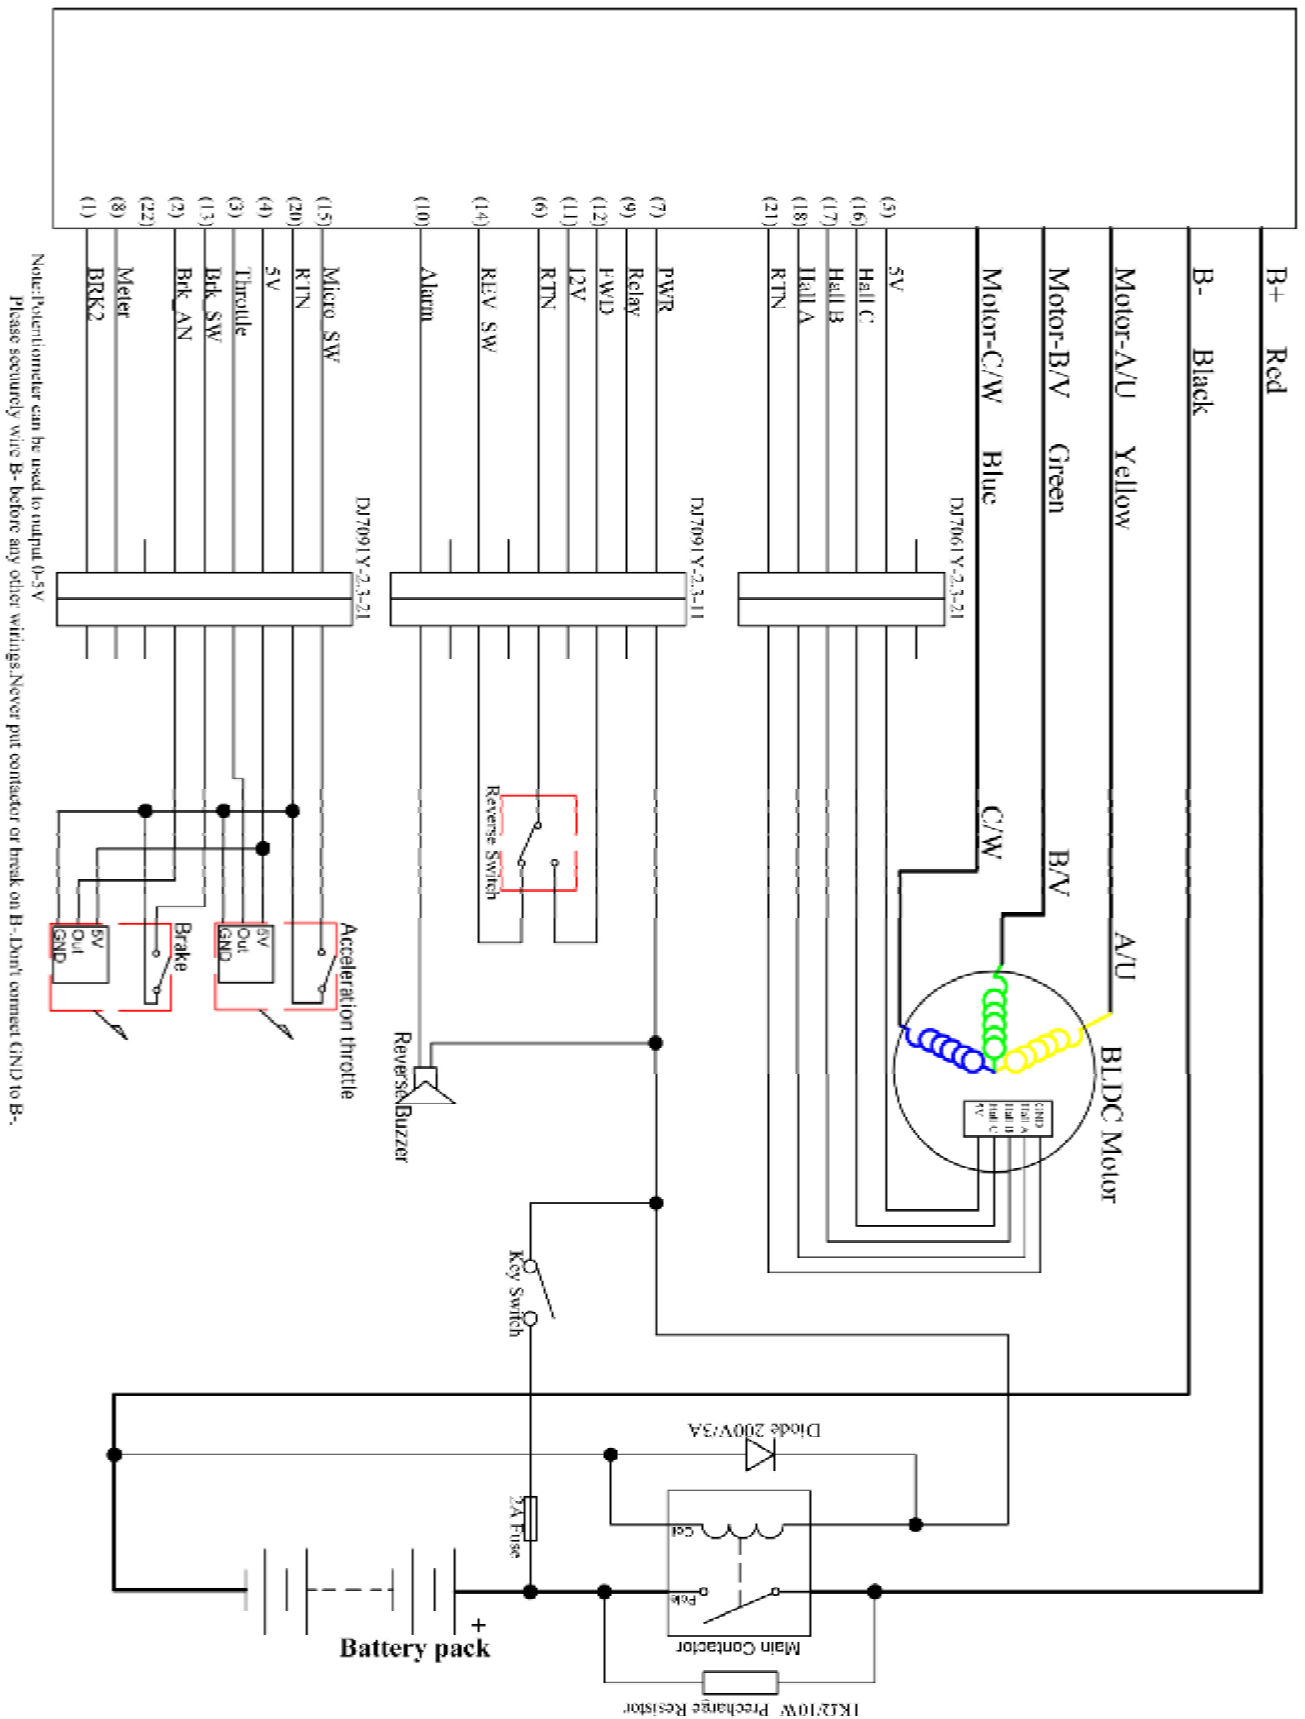 B+ Red
B- Black
Motor-A/U Yellow
Motor-B/V Green
Motor-C/W Blue
(5) 5V
(16) Hall C
(17) Hall B
(18) Hall A
(21) RTN
(7) PWR
(9) Relay
(12) FWD
(11) 12V
(6) RTN
(14) REV_SW
(10) Alarm
(15) Micro_SW
(20) RTN
(4) 5V
(3) Throttle
(13) Brk_SW
(2) Brk_AN
(22)
(8) Meter
(1) BRK2
DJ7061Y-2.3-21
DJ7091Y-2.3-11
DJ7091Y-2.3-21
A/U
B/V
C/W
BLDC Motor
GND
Hall A
Hall B
Hall C
5V
Reverse Switch
Acceleration throttle
5V
Out
GND
Brake
5V
Out
GND
Reverse Buzzer
Key Switch
2A Fuse
Diode 200V/3A
Coil
Pole
Main Contactor
1KΩ/10W Precharge Resistor
+
Battery pack
Note:Potentiometer can be used to output 0-5V
Please secuurely wire B- before any other wirings.Never put contactor or break on B-.Don't connect GND to B-.